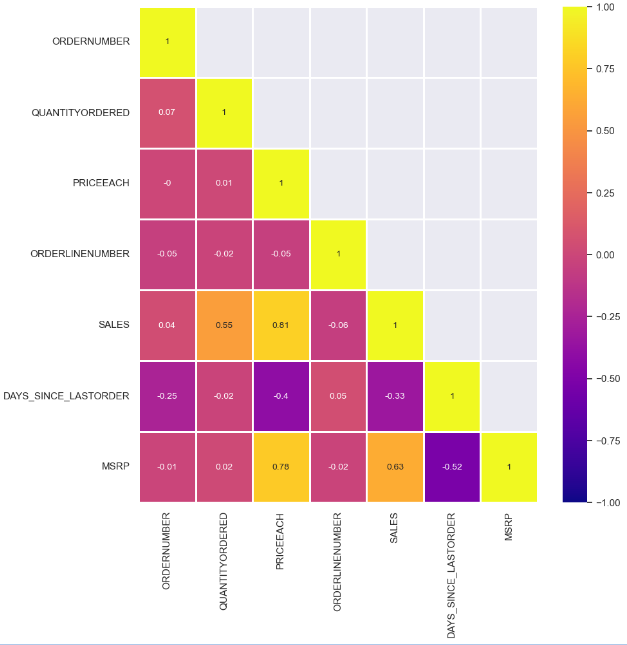 ORDERNUMBER 1
QUANTITYORDERED 0.07 1
PRICEEACH -0 0.01 1
ORDERLINENUMBER -0.05 -0.02 -0.05 1
SALES 0.04 0.55 0.81 -0.06 1
DAYS_SINCE_LASTORDER -0.25 -0.02 -0.4 0.05 -0.33 1
MSRP -0.01 0.02 0.78 -0.02 0.63 -0.52 1
ORDERNUMBER
QUANTITYORDERED
PRICEEACH
ORDERLINENUMBER
SALES
DAYS_SINCE_LASTORDER
MSRP
1.00
0.75
0.50
0.25
0.00
−0.25
−0.50
−0.75
−1.00